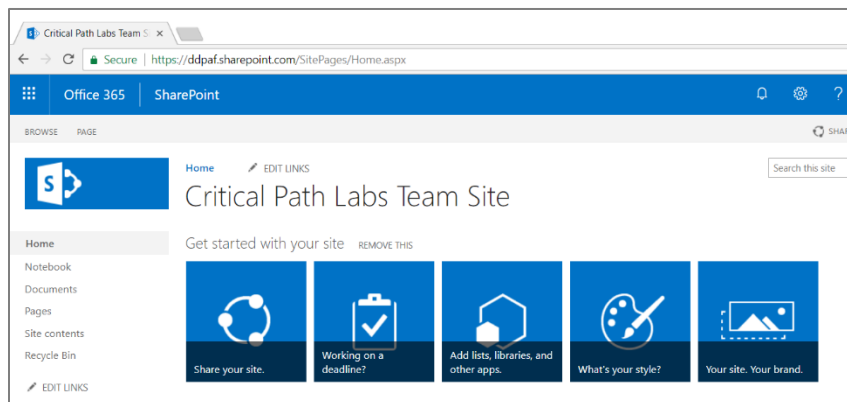 Critical Path Labs Team S
Secure | https://ddpaf.sharepoint.com/SitePages/Home.aspx
Office 365 SharePoint ?
BROWSE PAGE SHAR
S
Home EDIT LINKS Search this site
Critical Path Labs Team Site
Home
Get started with your site REMOVE THIS
Notebook
Documents
Pages
Site contents
Recycle Bin
EDIT LINKS
Share your site.
Working on a
deadline?
Add lists, libraries, and
other apps.
What's your style?
Your site. Your brand.